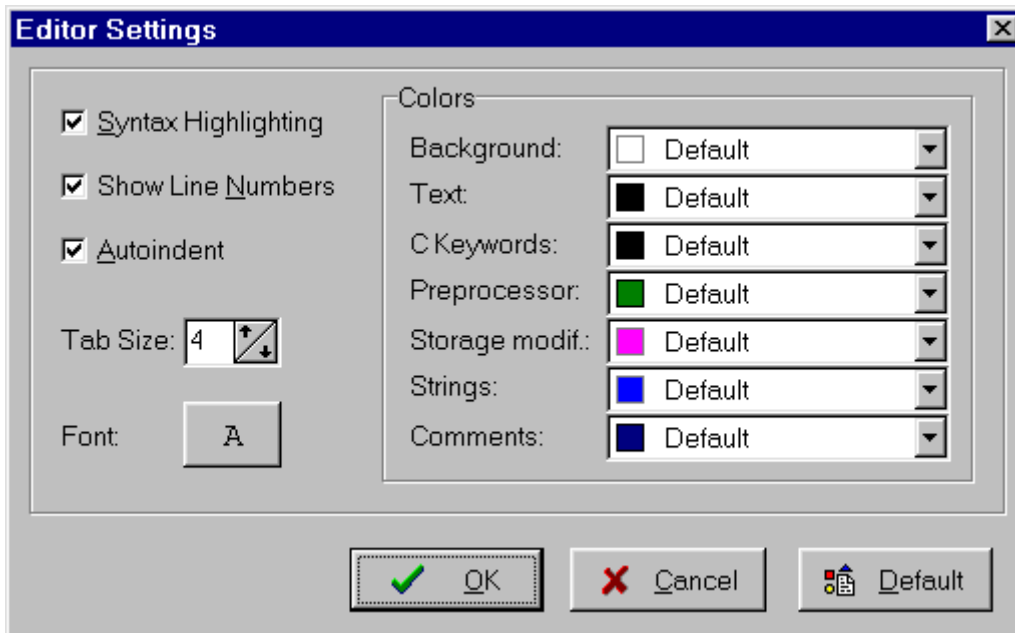 Editor Settings
Syntax Highlighting
Show Line Numbers
Autoindent
Tab Size: 4
Font: A
Colors
Background: Default
Text: Default
C Keywords: Default
Preprocessor: Default
Storage modif.: Default
Strings: Default
Comments: Default
OK Cancel Default